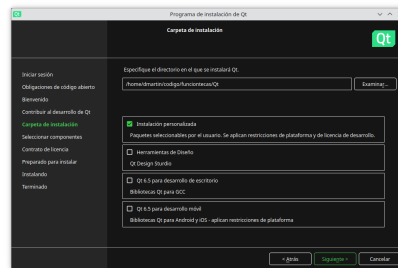 Programa de instalación de Qt
Carpeta de instalación
Qt
Especifique el directorio en el que se instalará Qt.
/home/dmartin/codigo/funciontecas/Qt
Examinar...
Iniciar sesión
Obligaciones de código abierto
Bienvenido
Contribuir al desarrollo de Qt
Carpeta de instalación
Seleccionar componentes
Contrato de licencia
Preparado para instalar
Instalando
Terminado
Instalación personalizada
Paquetes seleccionables por el usuario. Se aplican restricciones de plataforma y de licencia de desarrollo.
Herramientas de Diseño
Qt Design Studio
Qt 6.5 para desarrollo de escritorio
Bibliotecas Qt para GCC
Qt 6.5 para desarrollo móvil
Bibliotecas Qt para Android y iOS - aplican restricciones de plataforma
< Atrás
Siguiente >
Cancelar